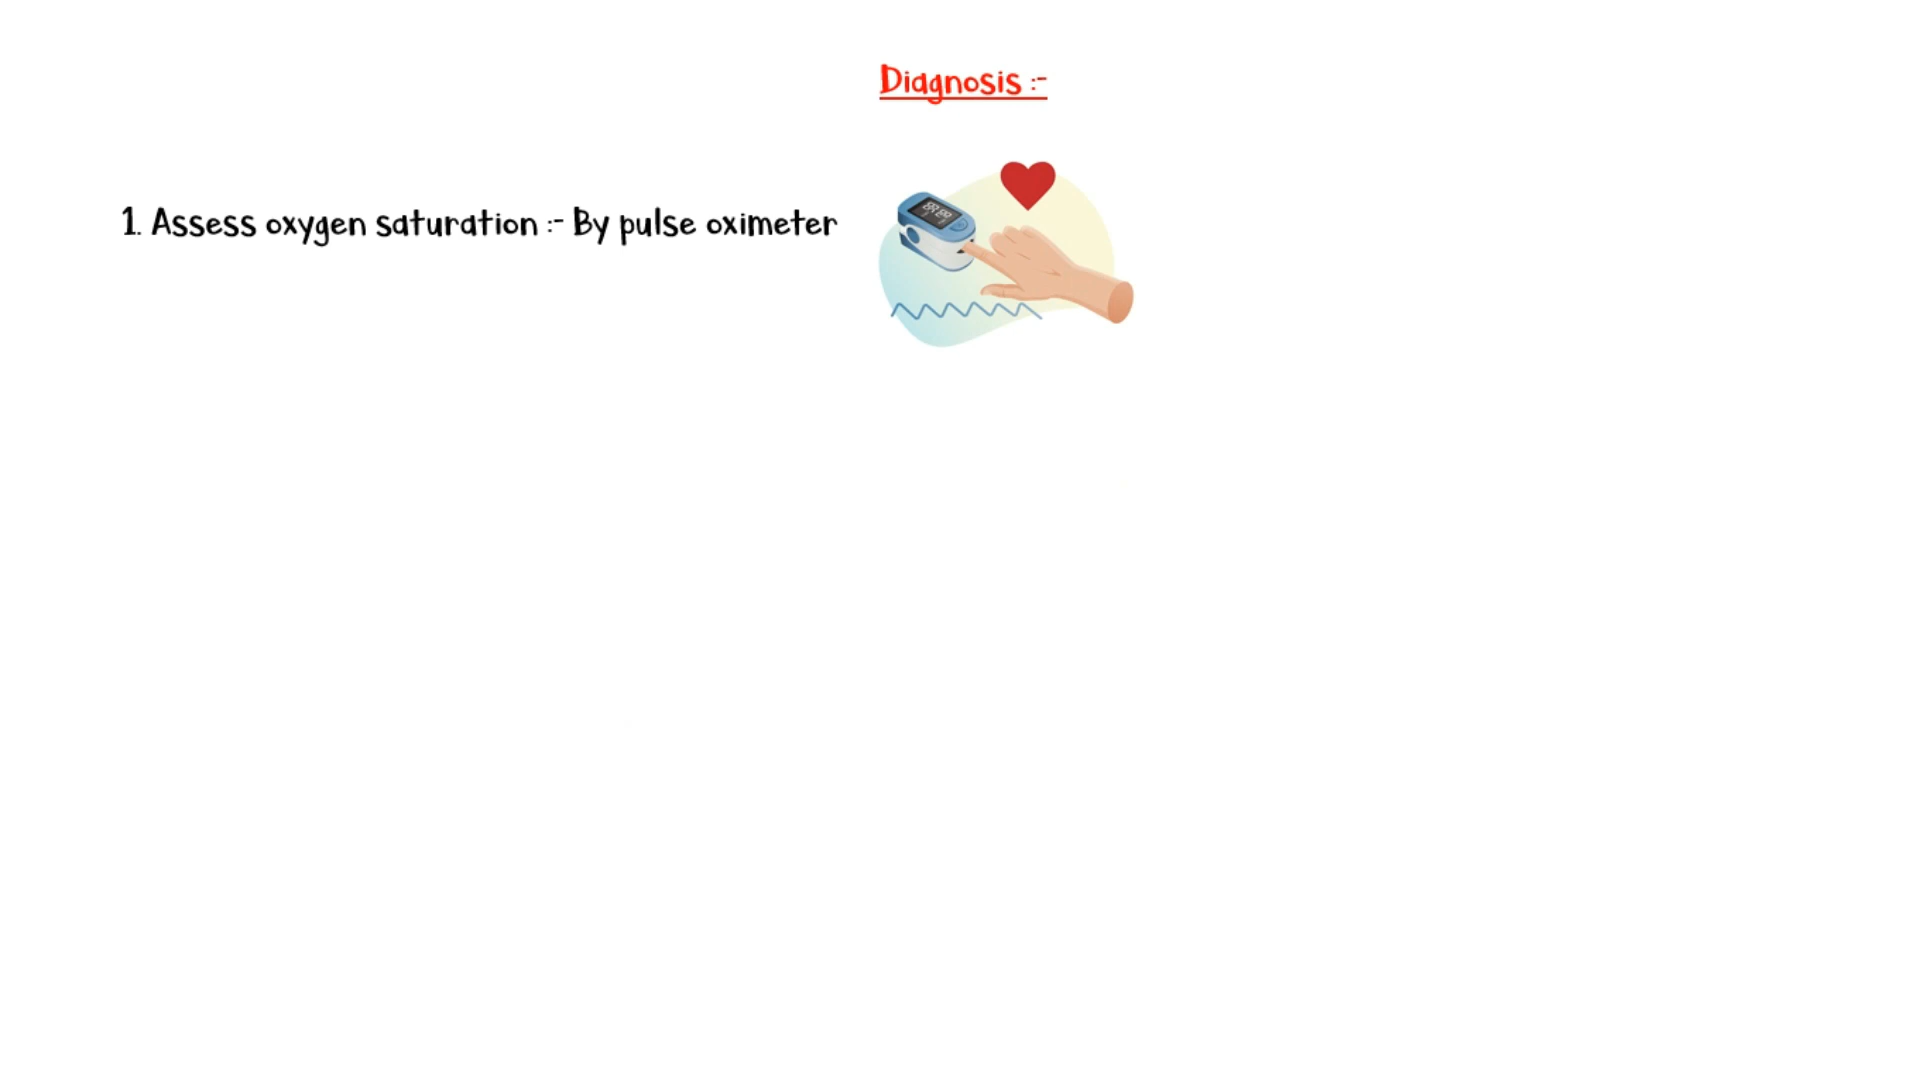 Diagnosis :-
1. Assess oxygen saturation :- By pulse oximeter